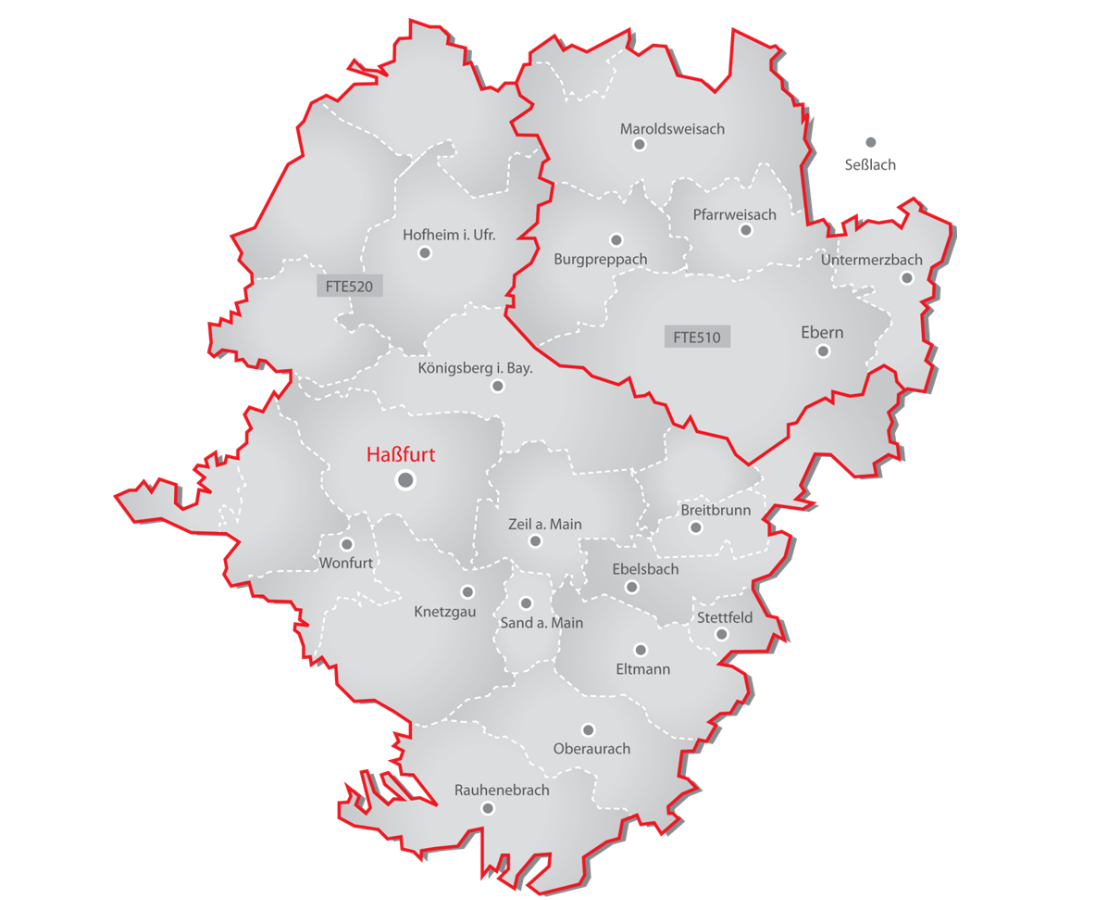 Maroldsweisach
Seßlach
Pfarrweisach
Hofheim i. Ufr.
Burgpreppach
Untermerzbach
FTE520
FTE510
Ebern
Königsberg i. Bay.
Haßfurt
Breitbrunn
Zeil a. Main
Wonfurt
Ebelsbach
Knetzgau
Sand a. Main
Stettfeld
Eltmann
Oberaurach
Rauhenebrach